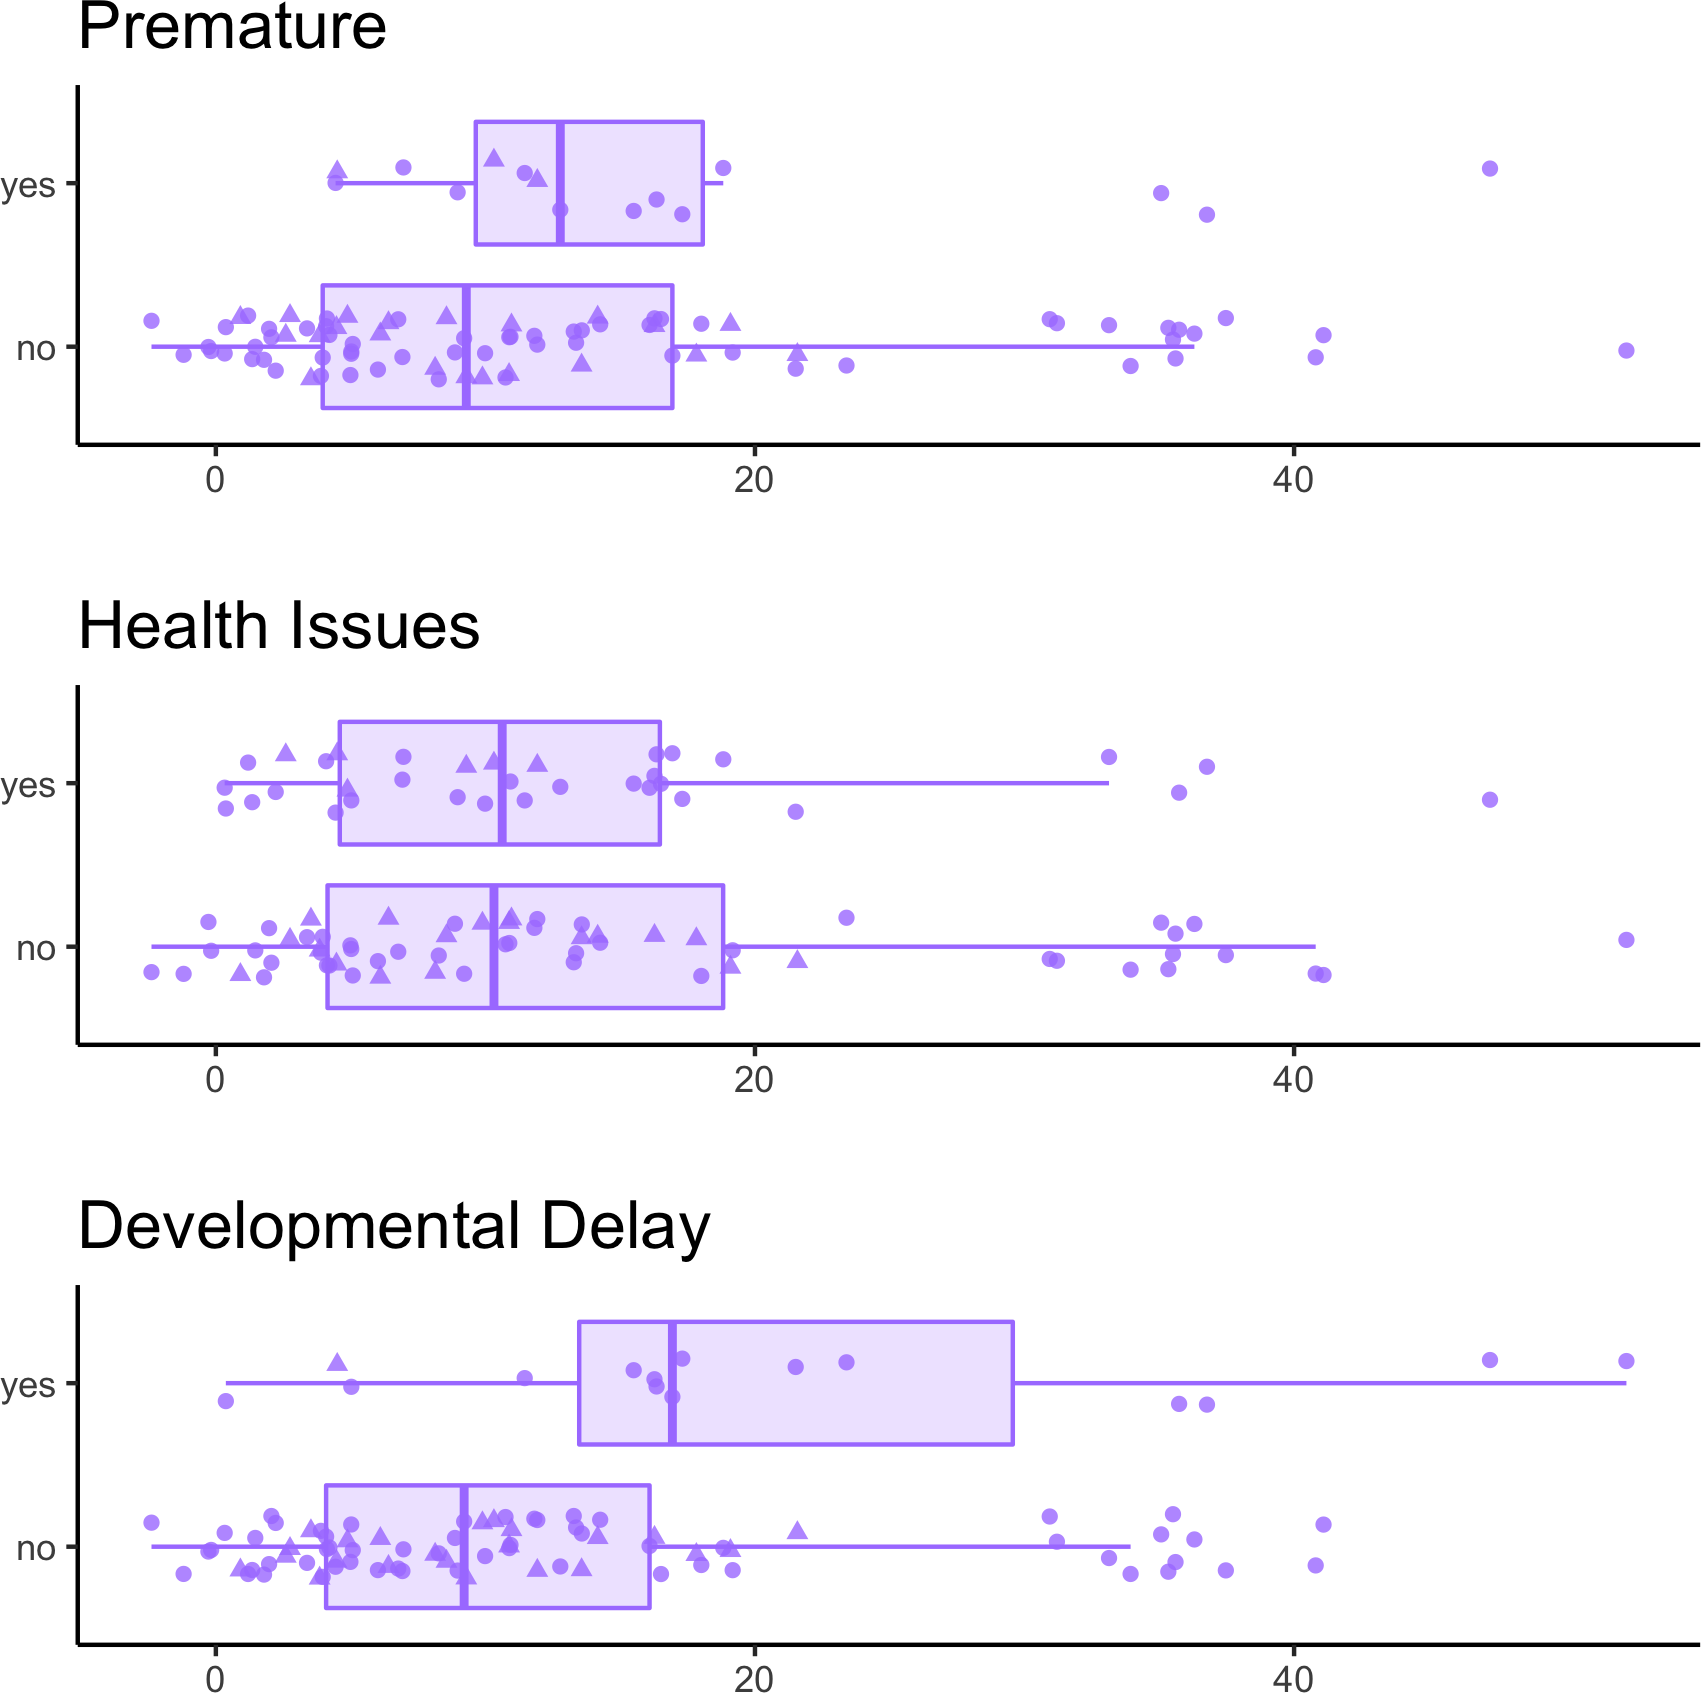 Premature
yes
no
0 20 40
Health Issues
yes
no
0 20 40
Developmental Delay
yes
no
0 20 40